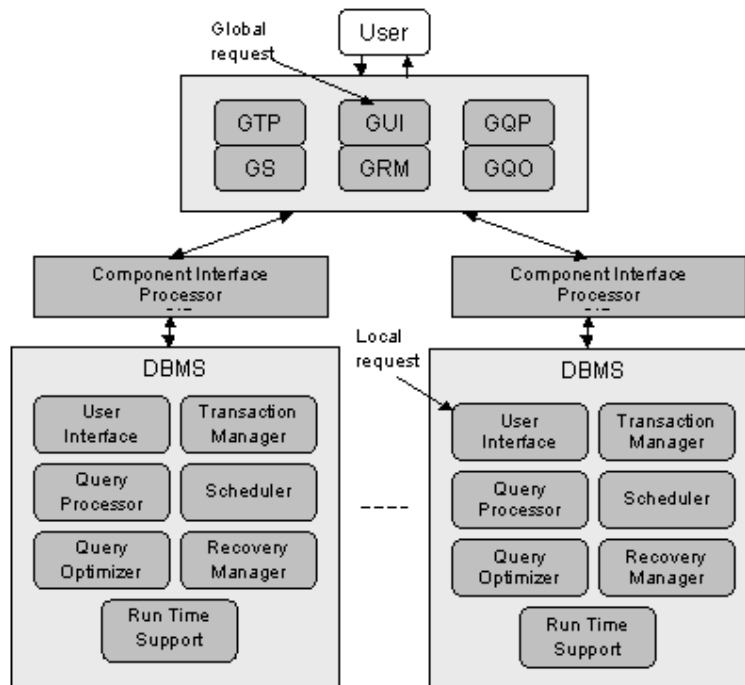 Global
request
User
GTP
GUI
GQP
GS
GRM
GQO
Component Interface
Processor
Component Interface
Processor
DBMS
User
Interface
Transaction
Manager
Query
Processor
Scheduler
Query
Optimizer
Recovery
Manager
Run Time
Support
Local
request
DBMS
User
Interface
Transaction
Manager
Query
Processor
Scheduler
Query
Optimizer
Recovery
Manager
Run Time
Support